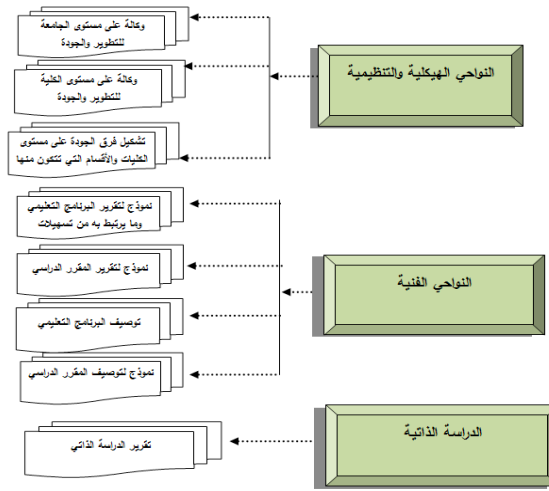 النواحي الهيكلية والتنظيمية
وكالة على مستوى الجامعة
للتطوير والجودة
وكالة على مستوى الكلية
للتطوير والجودة
تشكيل فرق الجودة على مستوى
الكليات والأقسام التي تتكون منها
النواحي الفنية
نموذج لتقرير البرنامج التعليمي
وما يرتبط به من تسهيلات
نموذج لتقرير المقرر الدراسي
توصيف البرنامج التعليمي
نموذج لتوصيف المقرر الدراسي
الدراسة الذاتية
تقرير الدراسة الذاتي